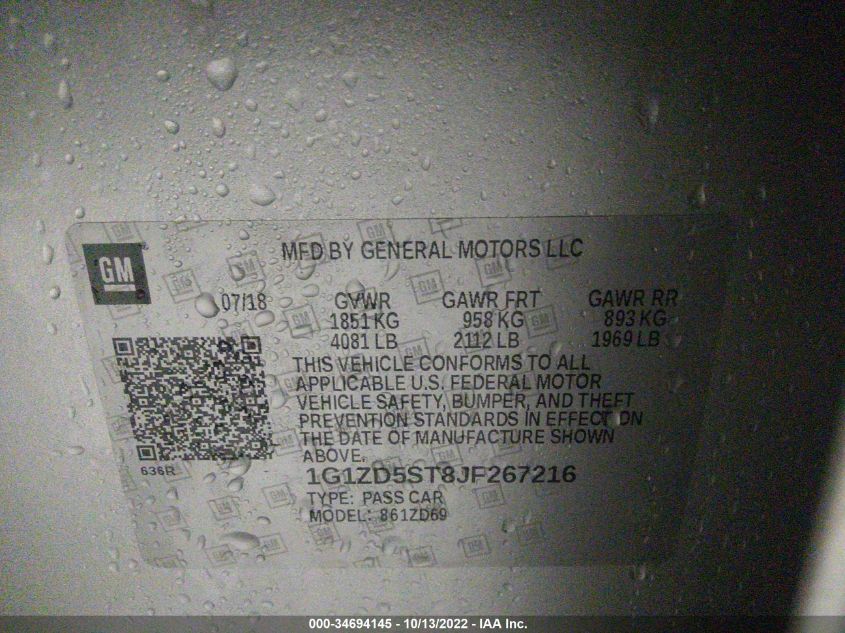 MFD BY GENERAL MOTORS LLC
GM
07/18 GVWR GAWR FRT GAWR RR
1851 KG 958 KG 893 KG
4081 LB 2112 LB 1969 LB
THIS VEHICLE CONFORMS TO ALL
APPLICABLE U.S. FEDERAL MOTOR
VEHICLE SAFETY, BUMPER, AND THEFT
PREVENTION STANDARDS IN EFFECT ON
THE DATE OF MANUFACTURE SHOWN
ABOVE.
636R
1G1ZD5ST8JF267216
TYPE: PASS CAR
MODEL: 861ZD69
000-34694145 - 10/13/2022 - IAA Inc.